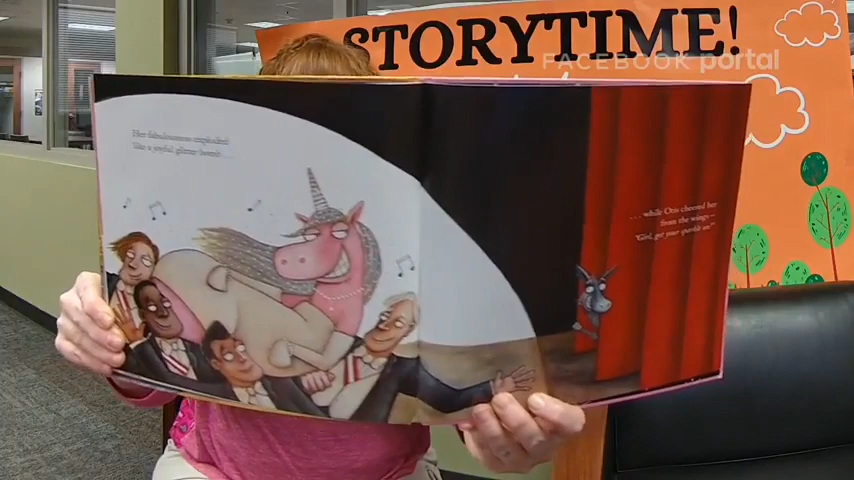 STORYTIME!
FACEBOOK portal
Her fabulousness exploded
like a joyful, glitter bomb
... while Otis cheered her
from the wings—
"Girl, get your sparkle on!"